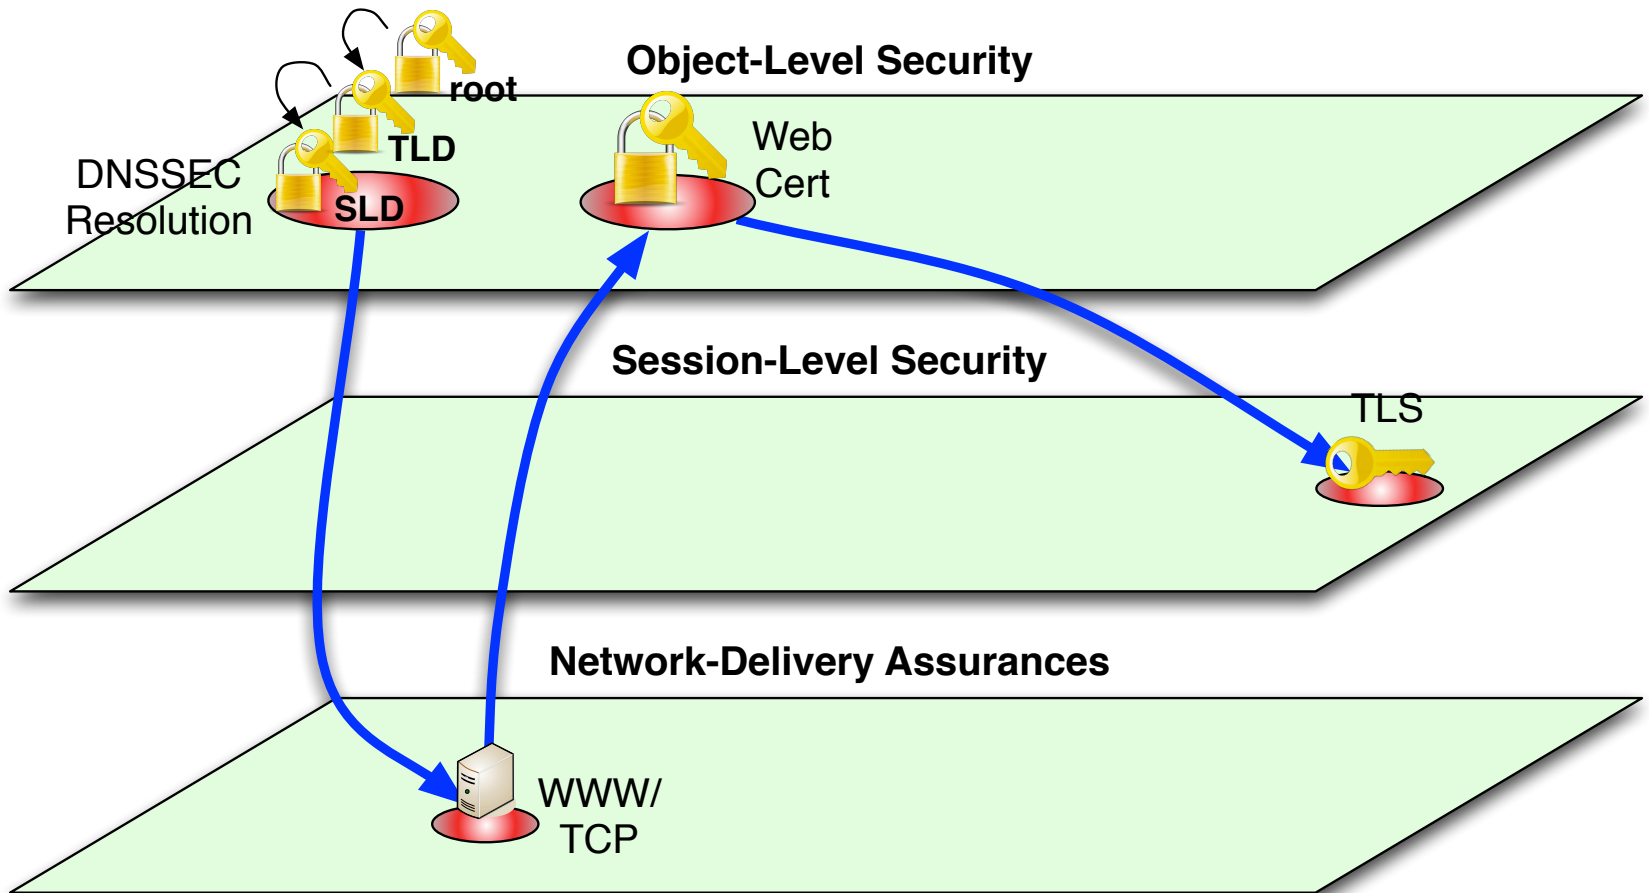 Object-Level Security
root
TLD
SLD
DNSSEC
Resolution
Web
Cert
Session-Level Security
TLS
Network-Delivery Assurances
WWW/
TCP